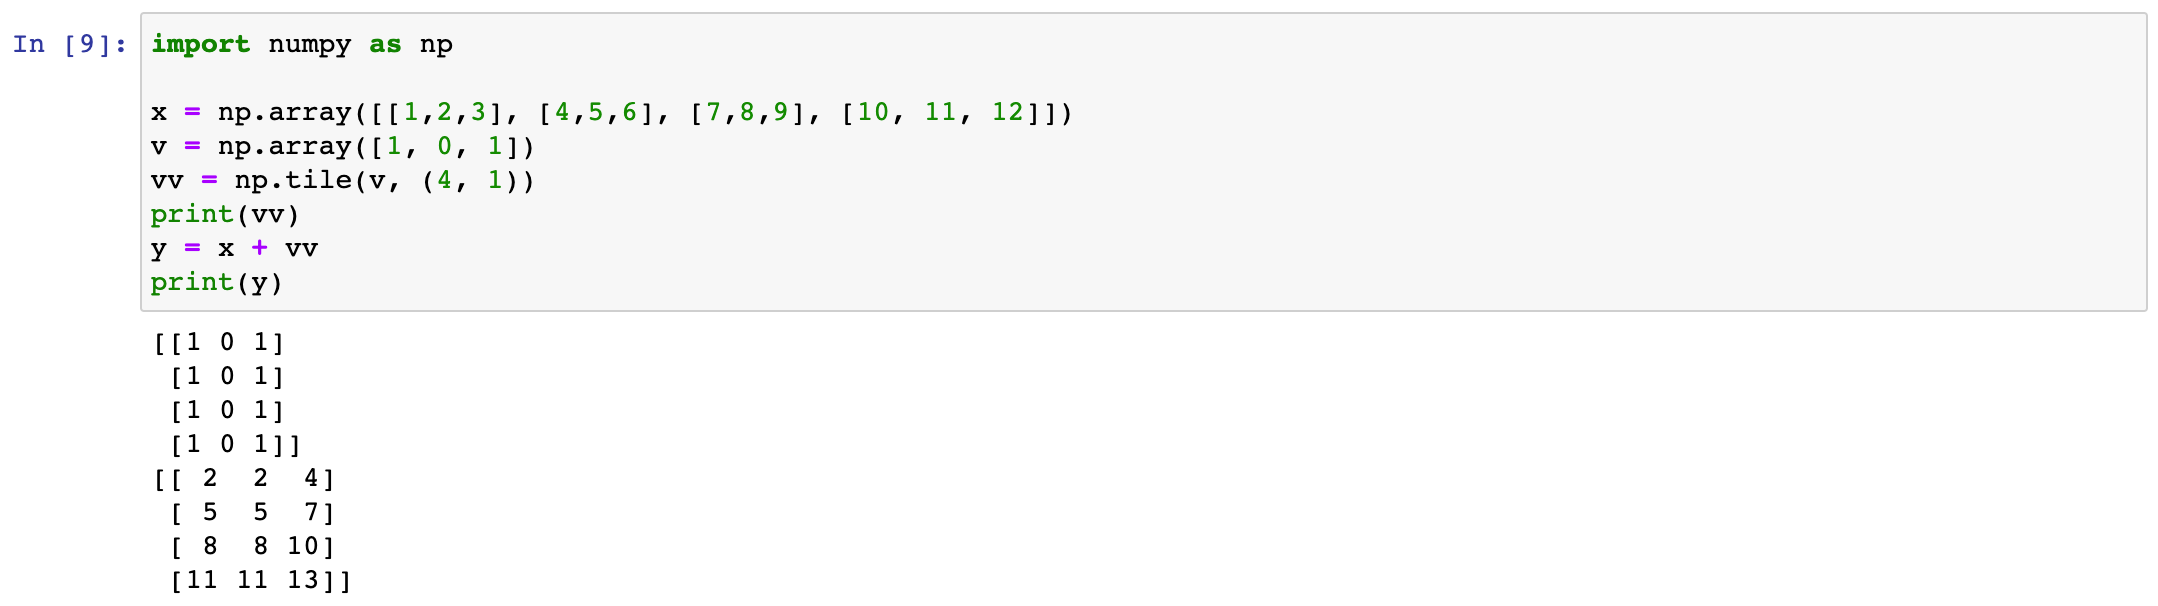 In [9]: import numpy as np
x = np.array([[1,2,3], [4,5,6], [7,8,9], [10, 11, 12]])
v = np.array([1, 0, 1])
vv = np.tile(v, (4, 1))
print(vv)
y = x + vv
print(y)
[[1 0 1]
 [1 0 1]
 [1 0 1]
 [1 0 1]]
[[ 2  2  4]
 [ 5  5  7]
 [ 8  8 10]
 [11 11 13]]